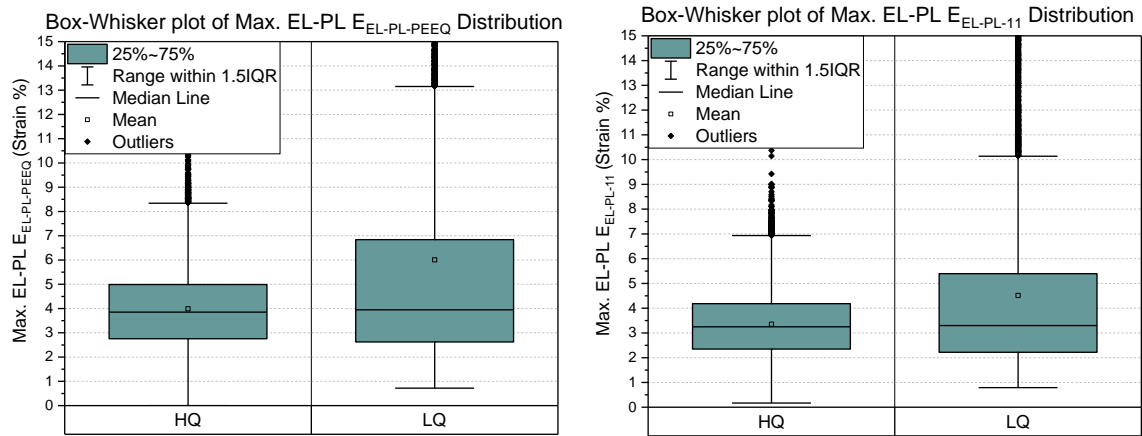 Box-Whisker plot of Max. EL-PL E_EL-PL-PEEQ Distribution
Max. EL-PL E_EL-PL-PEEQ (Strain %)
15
14
13
12
11
10
9
8
7
6
5
4
3
2
1
0
25%~75%
Range within 1.5IQR
Median Line
Mean
Outliers
HQ LQ
Box-Whisker plot of Max. EL-PL E_EL-PL-11 Distribution
Max. EL-PL E_EL-PL-11 (Strain %)
15
14
13
12
11
10
9
8
7
6
5
4
3
2
1
0
25%~75%
Range within 1.5IQR
Median Line
Mean
Outliers
HQ LQ